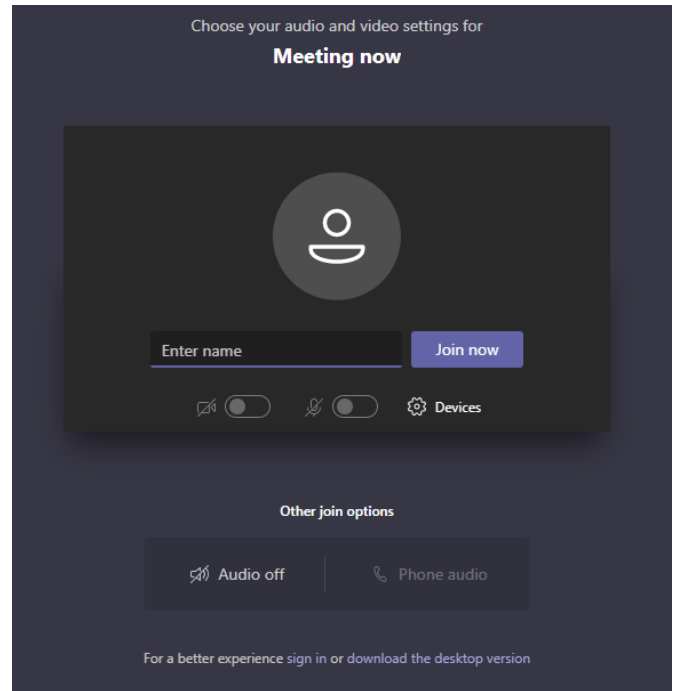 Choose your audio and video settings for
Meeting now
Enter name
Join now
Devices
Other join options
Audio off
Phone audio
For a better experience sign in or download the desktop version